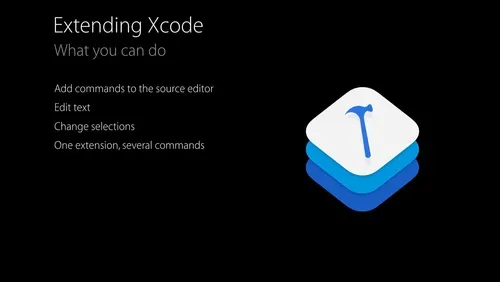 Extending Xcode
What you can do
Add commands to the source editor
Edit text
Change selections
One extension, several commands